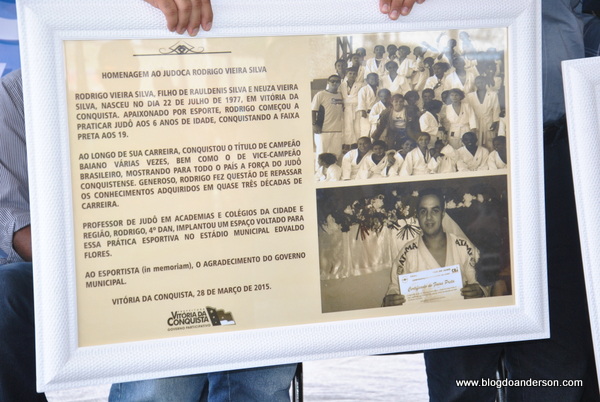 HOMENAGEM AO JUDOCA RODRIGO VIEIRA SILVA
RODRIGO VIEIRA SILVA, FILHO DE RAULDENIS SILVA E NEUZA VIEIRA
SILVA, NASCEU NO DIA 22 DE JULHO DE 1977, EM VITÓRIA DA
CONQUISTA. APAIXONADO POR ESPORTE, RODRIGO COMEÇOU A
PRATICAR JUDÔ AOS 6 ANOS DE IDADE, CONQUISTANDO A FAIXA
PRETA AOS 19.
AO LONGO DE SUA CARREIRA, CONQUISTOU O TÍTULO DE CAMPEÃO
BAIANO VÁRIAS VEZES, BEM COMO O DE VICE-CAMPEÃO
BRASILEIRO, MOSTRANDO PARA TODO O PAÍS A FORÇA DO JUDÔ
CONQUISTENSE. GENEROSO, RODRIGO FEZ QUESTÃO DE REPASSAR
OS CONHECIMENTOS ADQUIRIDOS EM QUASE TRÊS DÉCADAS DE
CARREIRA.
PROFESSOR DE JUDÔ EM ACADEMIAS E COLÉGIOS DA CIDADE E
REGIÃO, RODRIGO, 4º DAN, IMPLANTOU UM ESPAÇO VOLTADO PARA
ESSA PRÁTICA ESPORTIVA NO ESTÁDIO MUNICIPAL EDVALDO
FLORES.
AO ESPORTISTA (in memoriam), O AGRADECIMENTO DO GOVERNO
MUNICIPAL.
VITÓRIA DA CONQUISTA, 28 DE MARÇO DE 2015.
VITÓRIA DA
CONQUISTA
GOVERNO PARTICIPATIVO
www.blogdoanderson.com